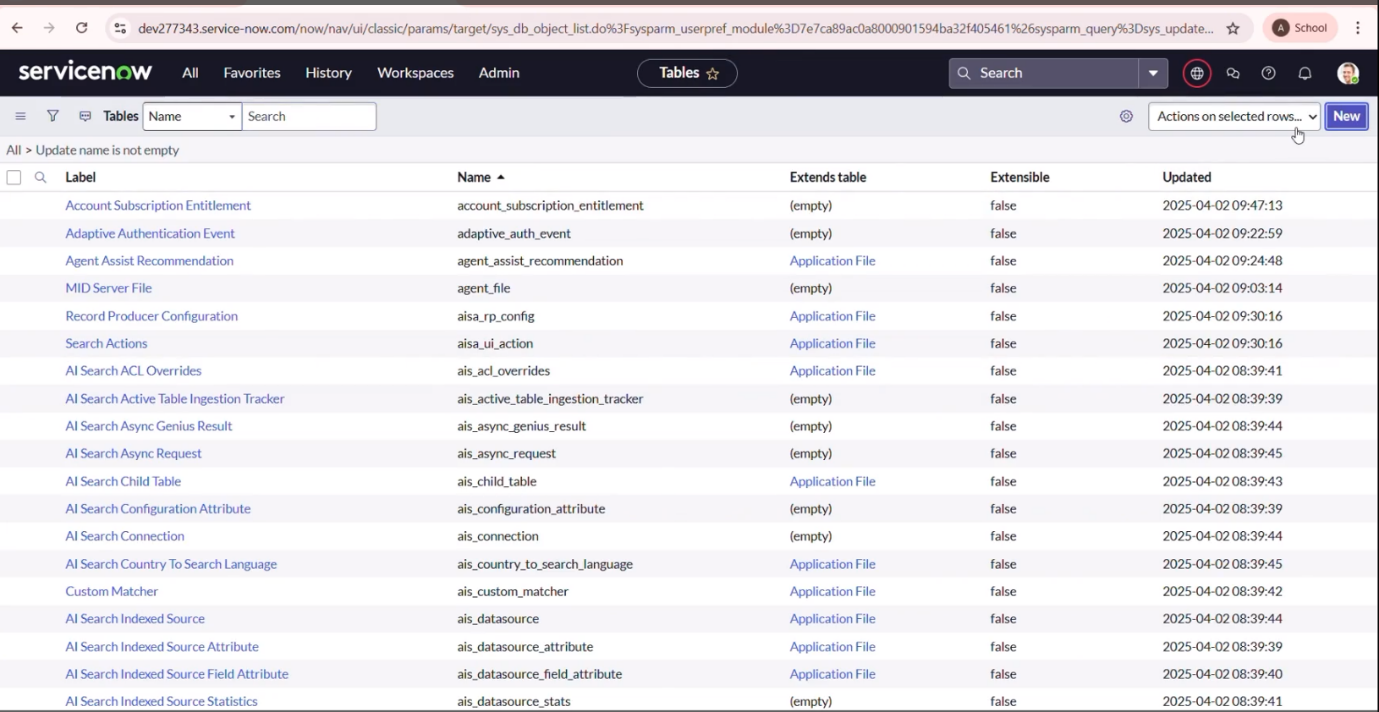 dev277343.service-now.com/now/nav/ui/classic/params/target/sys_db_object_list.do%3Fsysparm_userpref_module%3D7e7ca89ac0a8000901594ba32f405461%26sysparm_query%3Dsys_update... A School
servicenow All Favorites History Workspaces Admin Tables Search
Tables Name Search Actions on selected rows... New
All > Update name is not empty
Label Name Extends table Extensible Updated
Account Subscription Entitlement account_subscription_entitlement (empty) false 2025-04-02 09:47:13
Adaptive Authentication Event adaptive_auth_event (empty) false 2025-04-02 09:22:59
Agent Assist Recommendation agent_assist_recommendation Application File false 2025-04-02 09:24:48
MID Server File agent_file (empty) false 2025-04-02 09:03:14
Record Producer Configuration aisa_rp_config Application File false 2025-04-02 09:30:16
Search Actions aisa_ui_action Application File false 2025-04-02 09:30:16
AI Search ACL Overrides ais_acl_overrides Application File false 2025-04-02 08:39:41
AI Search Active Table Ingestion Tracker ais_active_table_ingestion_tracker (empty) false 2025-04-02 08:39:39
AI Search Async Genius Result ais_async_genius_result (empty) false 2025-04-02 08:39:44
AI Search Async Request ais_async_request (empty) false 2025-04-02 08:39:45
AI Search Child Table ais_child_table Application File false 2025-04-02 08:39:43
AI Search Configuration Attribute ais_configuration_attribute (empty) false 2025-04-02 08:39:39
AI Search Connection ais_connection (empty) false 2025-04-02 08:39:44
AI Search Country To Search Language ais_country_to_search_language Application File false 2025-04-02 08:39:45
Custom Matcher ais_custom_matcher Application File false 2025-04-02 08:39:42
AI Search Indexed Source ais_datasource Application File false 2025-04-02 08:39:44
AI Search Indexed Source Attribute ais_datasource_attribute Application File false 2025-04-02 08:39:39
AI Search Indexed Source Field Attribute ais_datasource_field_attribute Application File false 2025-04-02 08:39:40
AI Search Indexed Source Statistics ais_datasource_stats (empty) false 2025-04-02 08:39:41